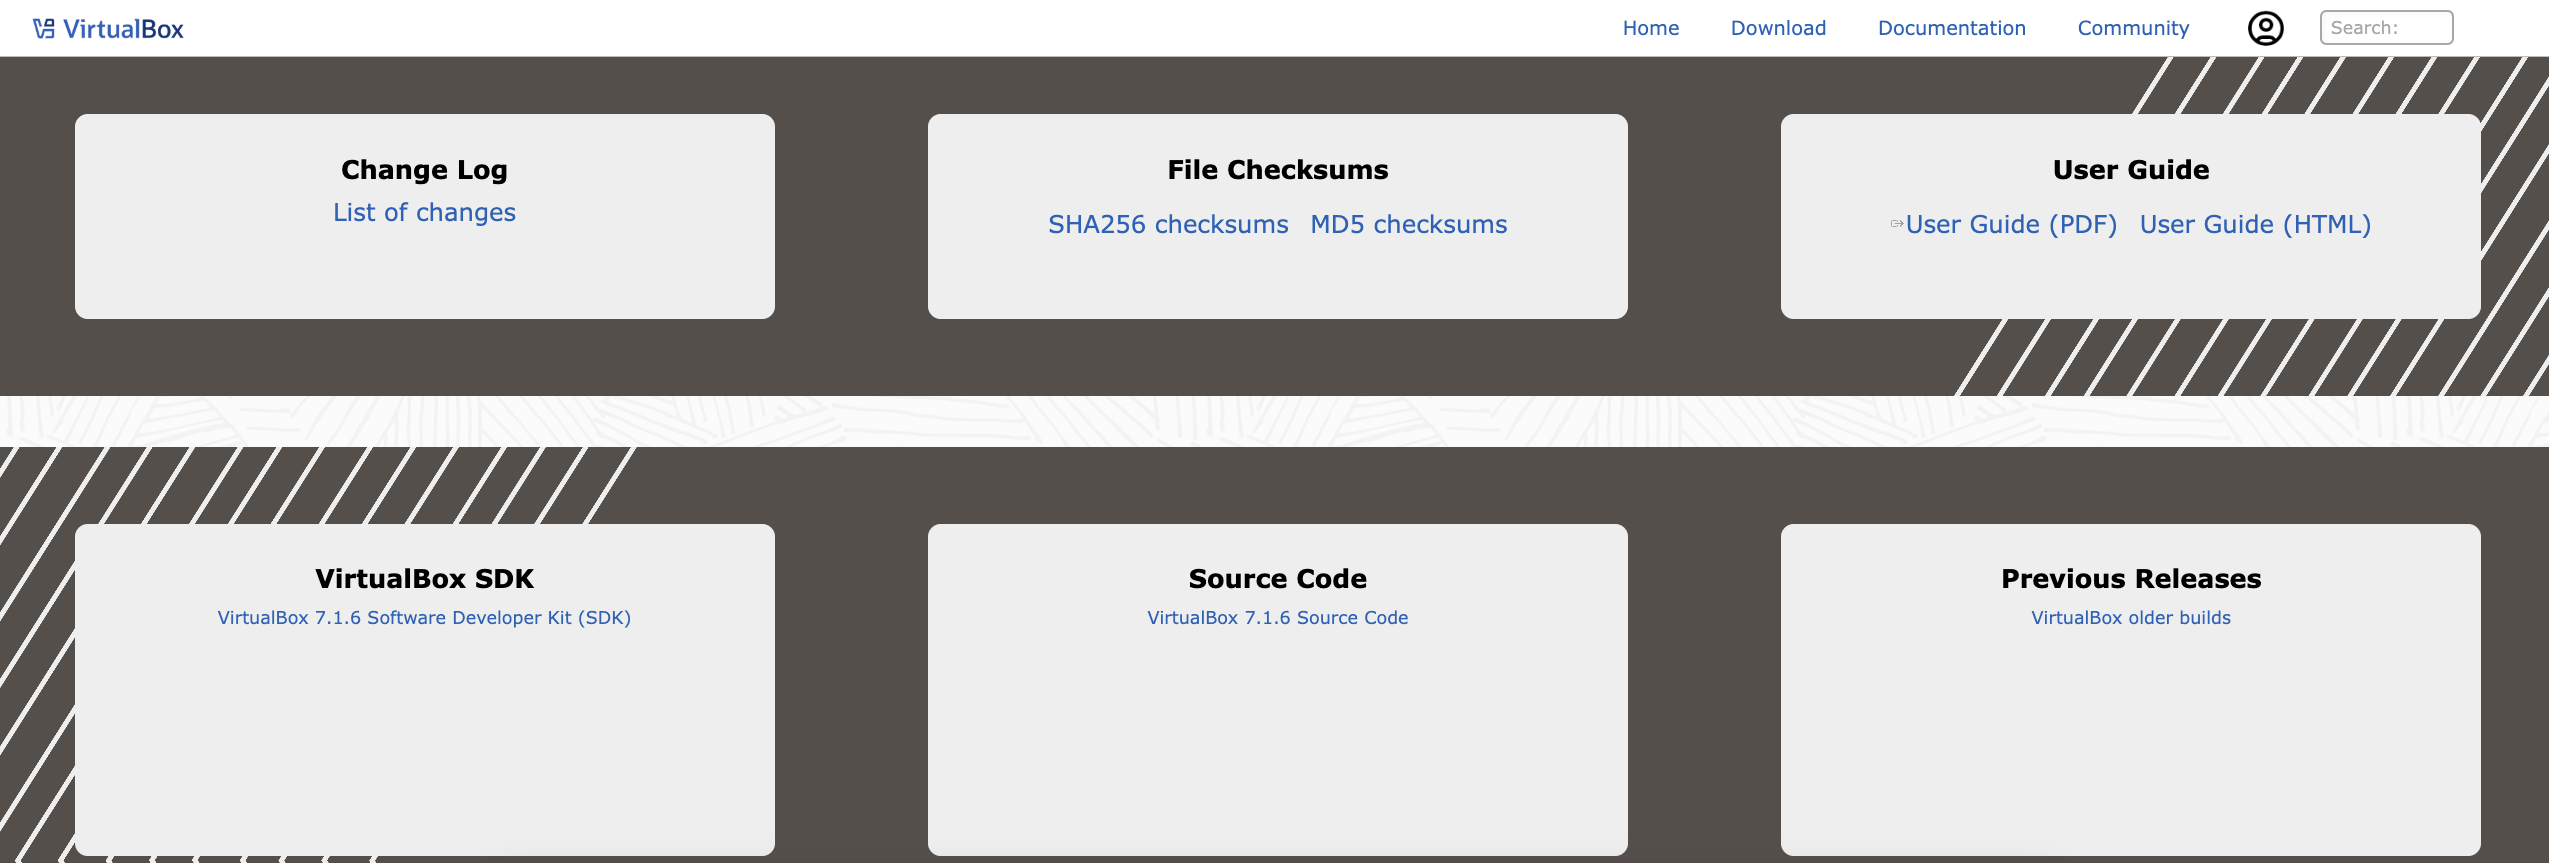 VirtualBox Home Download Documentation Community Search:
Change Log
List of changes
File Checksums
SHA256 checksums MD5 checksums
User Guide
User Guide (PDF) User Guide (HTML)
VirtualBox SDK
VirtualBox 7.1.6 Software Developer Kit (SDK)
Source Code
VirtualBox 7.1.6 Source Code
Previous Releases
VirtualBox older builds